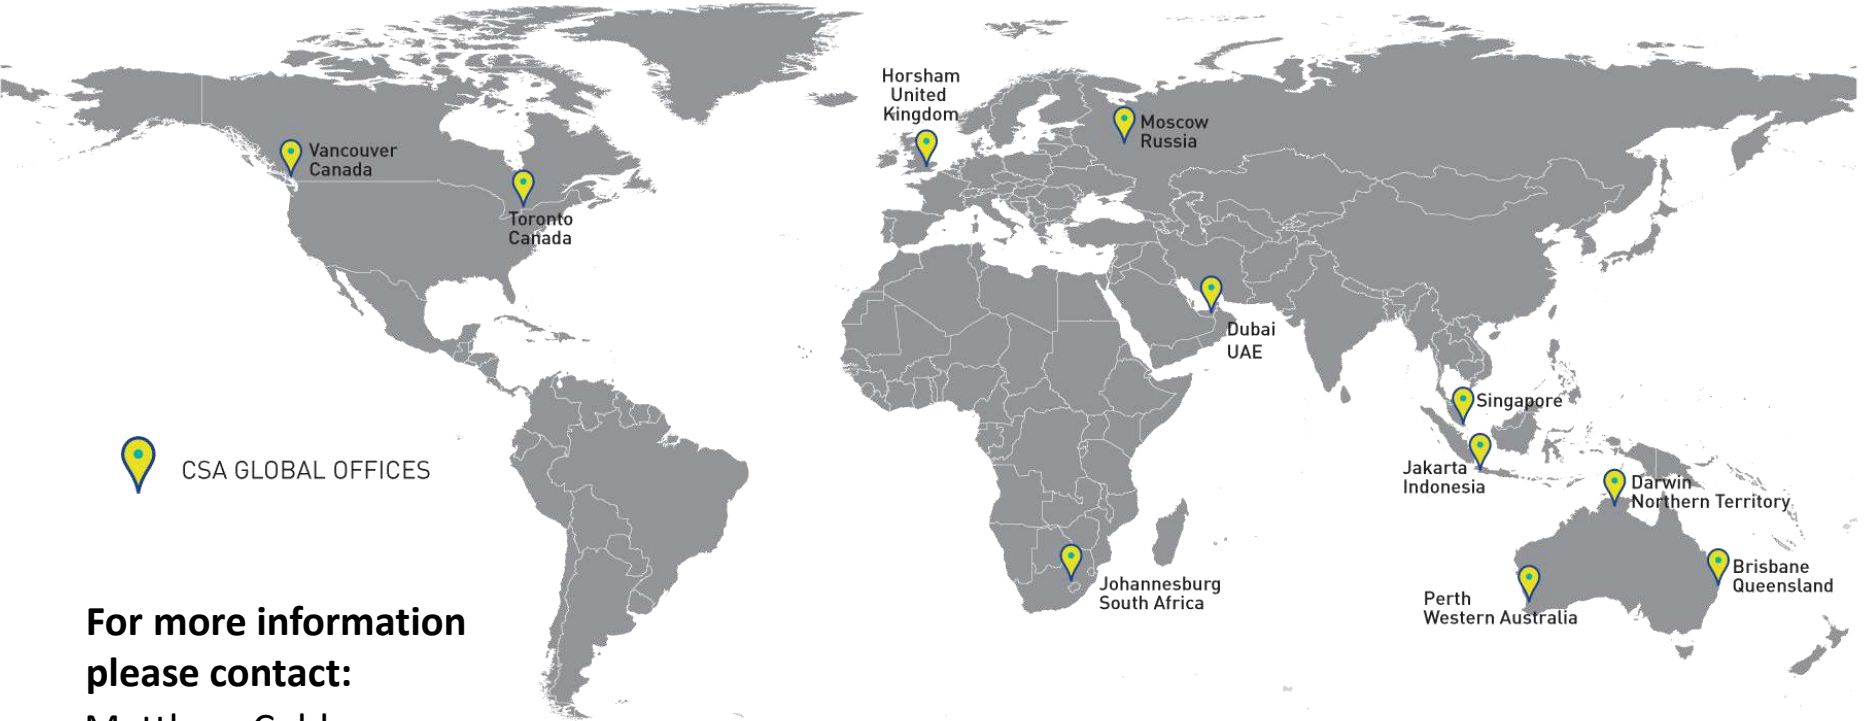 Horsham
United
Kingdom
Moscow
Russia
Vancouver
Canada
Toronto
Canada
Dubai
UAE
Singapore
CSA GLOBAL OFFICES
Jakarta
Indonesia
Darwin
Northern Territory
Brisbane
Queensland
Johannesburg
South Africa
Perth
Western Australia
For more information
please contact: